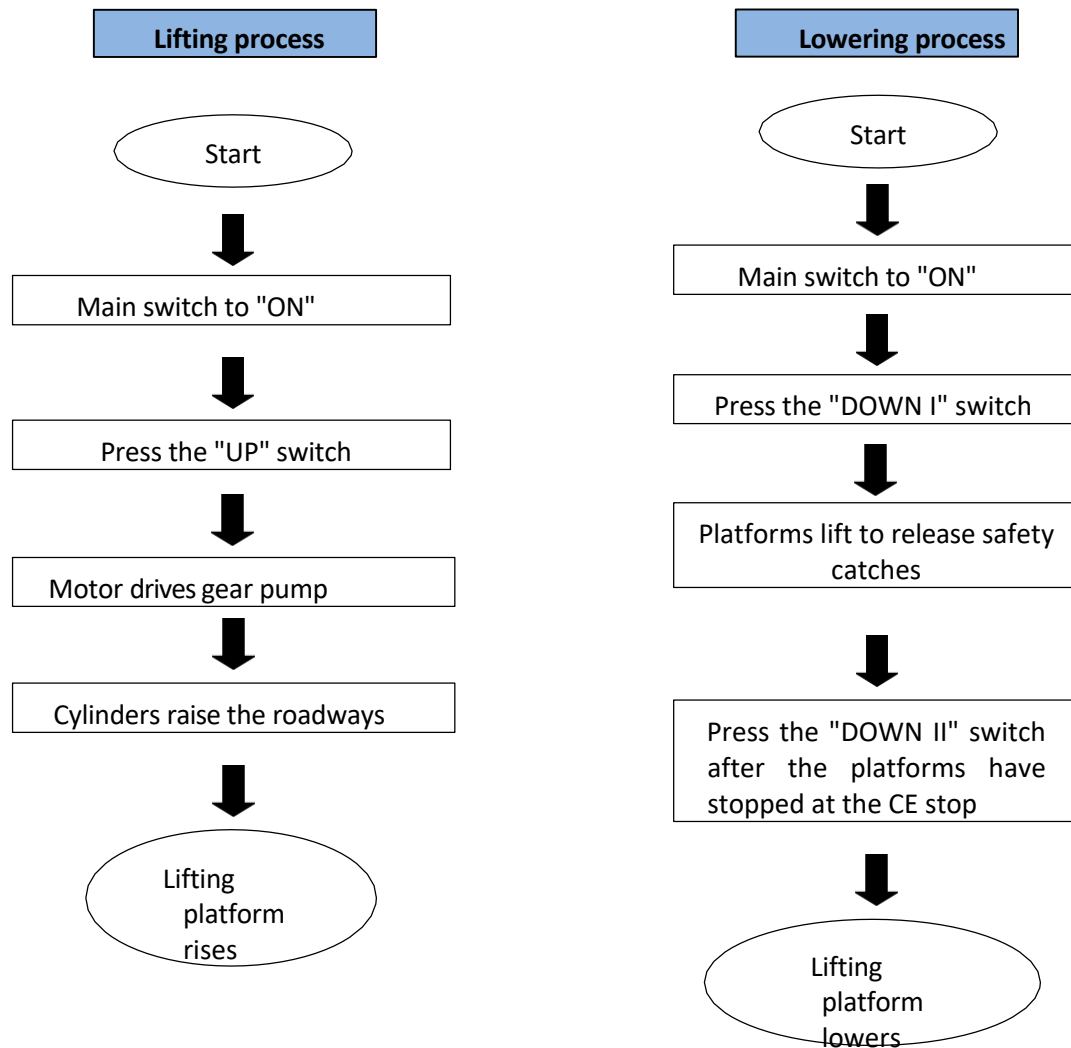 Lifting process
Start
Main switch to "ON"
Press the "UP" switch
Motor drives gear pump
Cylinders raise the roadways
Lifting
platform
rises
Lowering process
Start
Main switch to "ON"
Press the "DOWN I" switch
Platforms lift to release safety
catches
Press the "DOWN II" switch
after the platforms have
stopped at the CE stop
Lifting
platform
lowers